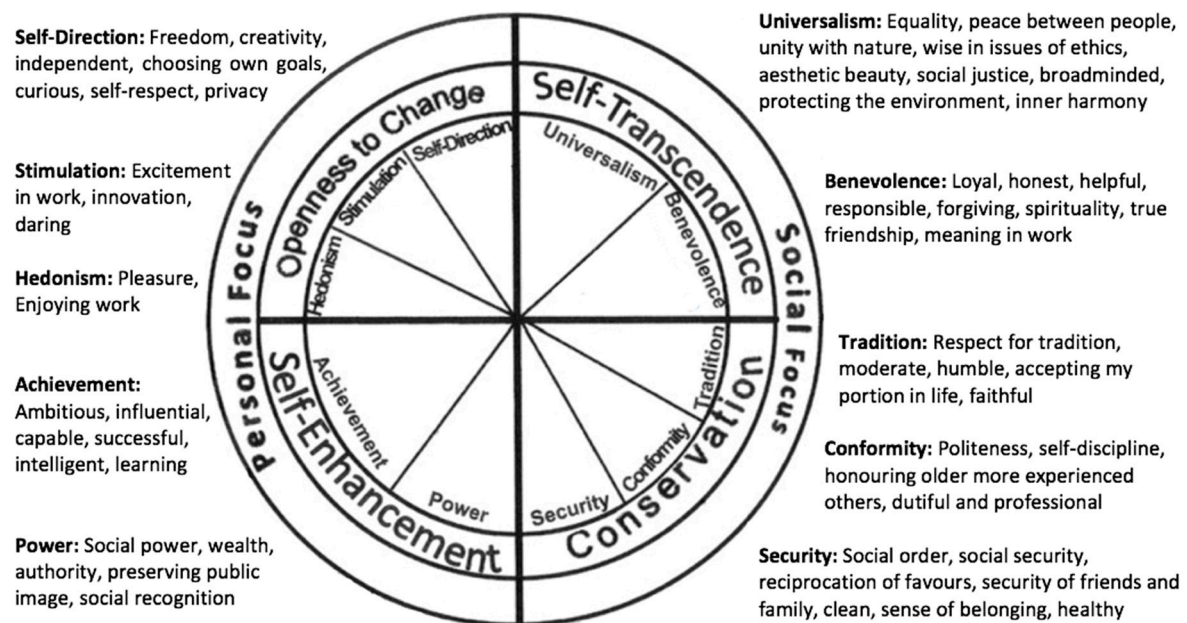 Self-Direction: Freedom, creativity,
independent, choosing own goals,
curious, self-respect, privacy
Stimulation: Excitement
in work, innovation,
daring
Hedonism: Pleasure,
Enjoying work
Achievement:
Ambitious, influential,
capable, successful,
intelligent, learning
Power: Social power, wealth,
authority, preserving public
image, social recognition
Personal Focus
Social Focus
Openness to Change
Self-Transcendence
Self-Enhancement
Conservation
Self-Direction
Stimulation
Hedonism
Achievement
Power
Universalism
Benevolence
Tradition
Conformity
Security
Universalism: Equality, peace between people,
unity with nature, wise in issues of ethics,
aesthetic beauty, social justice, broadminded,
protecting the environment, inner harmony
Benevolence: Loyal, honest, helpful,
responsible, forgiving, spirituality, true
friendship, meaning in work
Tradition: Respect for tradition,
moderate, humble, accepting my
portion in life, faithful
Conformity: Politeness, self-discipline,
honouring older more experienced
others, dutiful and professional
Security: Social order, social security,
reciprocation of favours, security of friends and
family, clean, sense of belonging, healthy